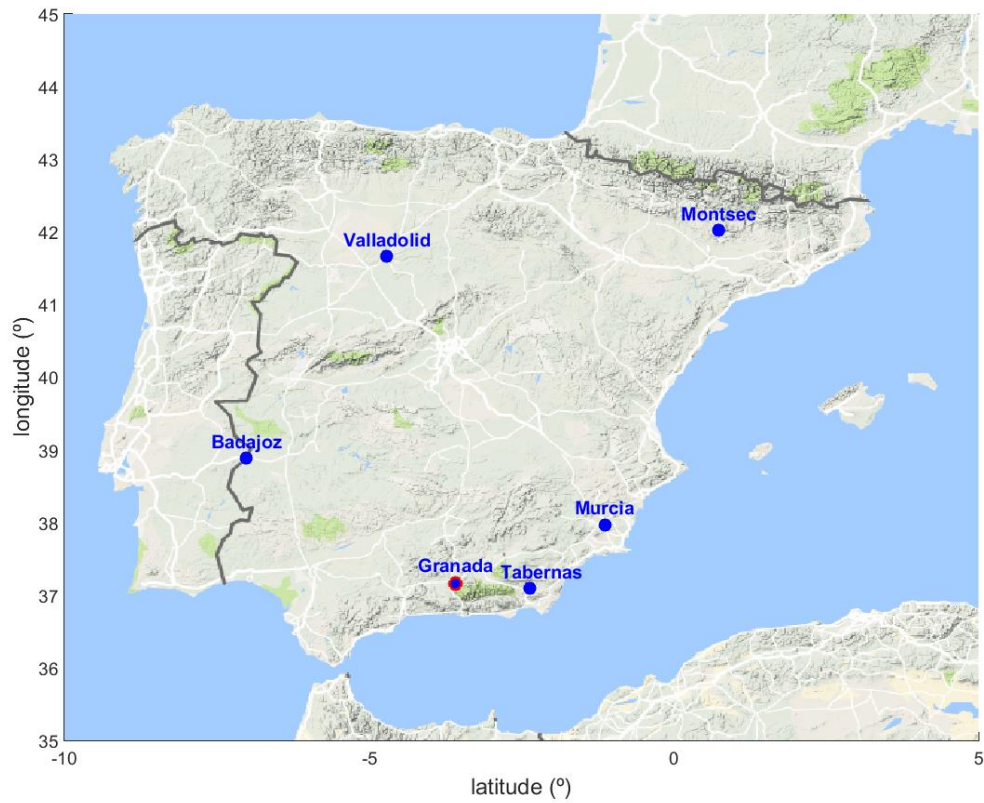 45
44
43
42
41
40
39
38
37
36
35
longitude (º)
Montsec
Valladolid
Badajoz
Murcia
Granada
Tabernas
-10
-5
0
5
latitude (º)